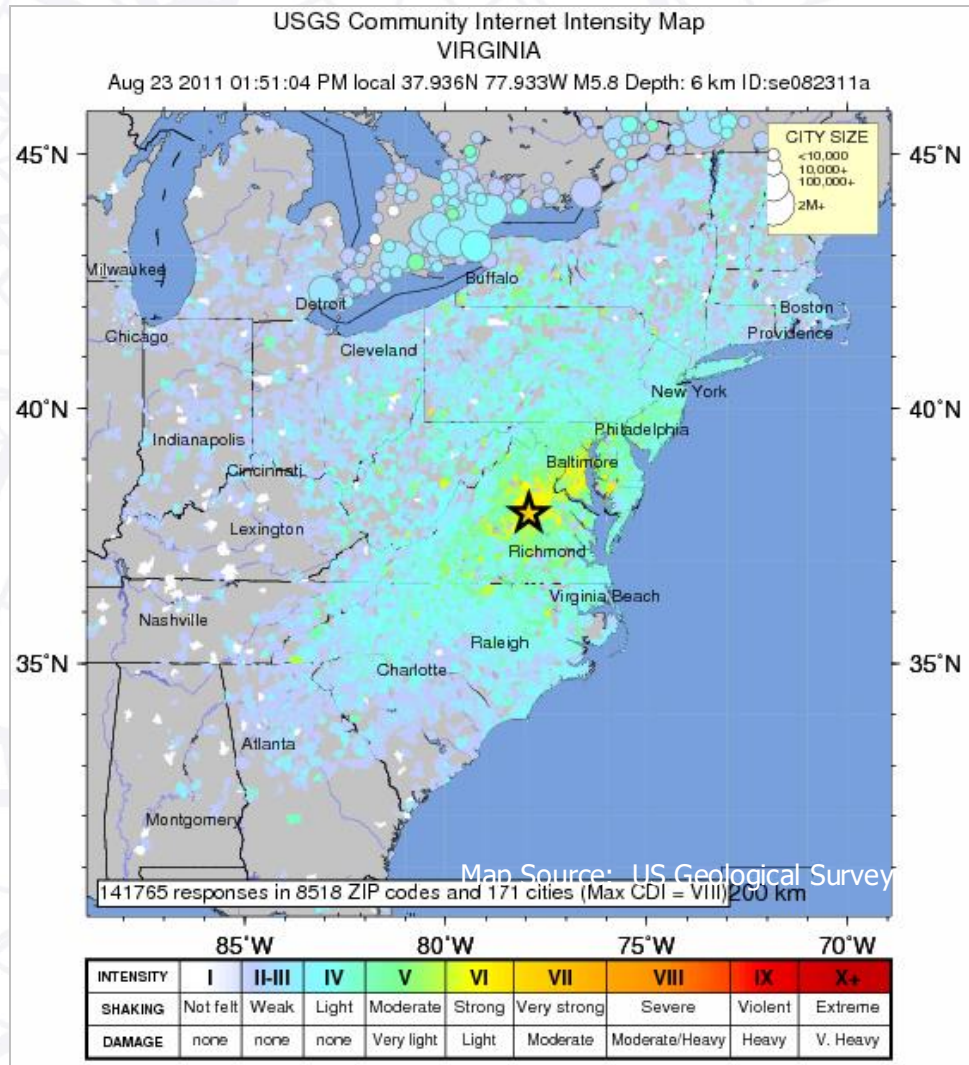 USGS Community Internet Intensity Map
VIRGINIA
Aug 23 2011 01:51:04 PM local 37.936N 77.933W M5.8 Depth: 6 km ID:se082311a
CITY SIZE
<10,000
10,000+
100,000+
2M+
45°N
45°N
Milwaukee
Buffalo
Detroit
Boston
Chicago
Providence
Cleveland
New York
40°N
40°N
Philadelphia
Indianapolis
Baltimore
Cincinnati
Lexington
Richmond
Virginia Beach
Nashville
Raleigh
35°N
35°N
Charlotte
Atlanta
Montgomery
Map Source: US Geological Survey
141765 responses in 8518 ZIP codes and 171 cities (Max CDI = VIII)
200 km
85°W 80°W 75°W 70°W
INTENSITY I II-III IV V VI VII VIII IX X+
SHAKING Not felt Weak Light Moderate Strong Very strong Severe Violent Extreme
DAMAGE none none none Very light Light Moderate Moderate/Heavy Heavy V. Heavy